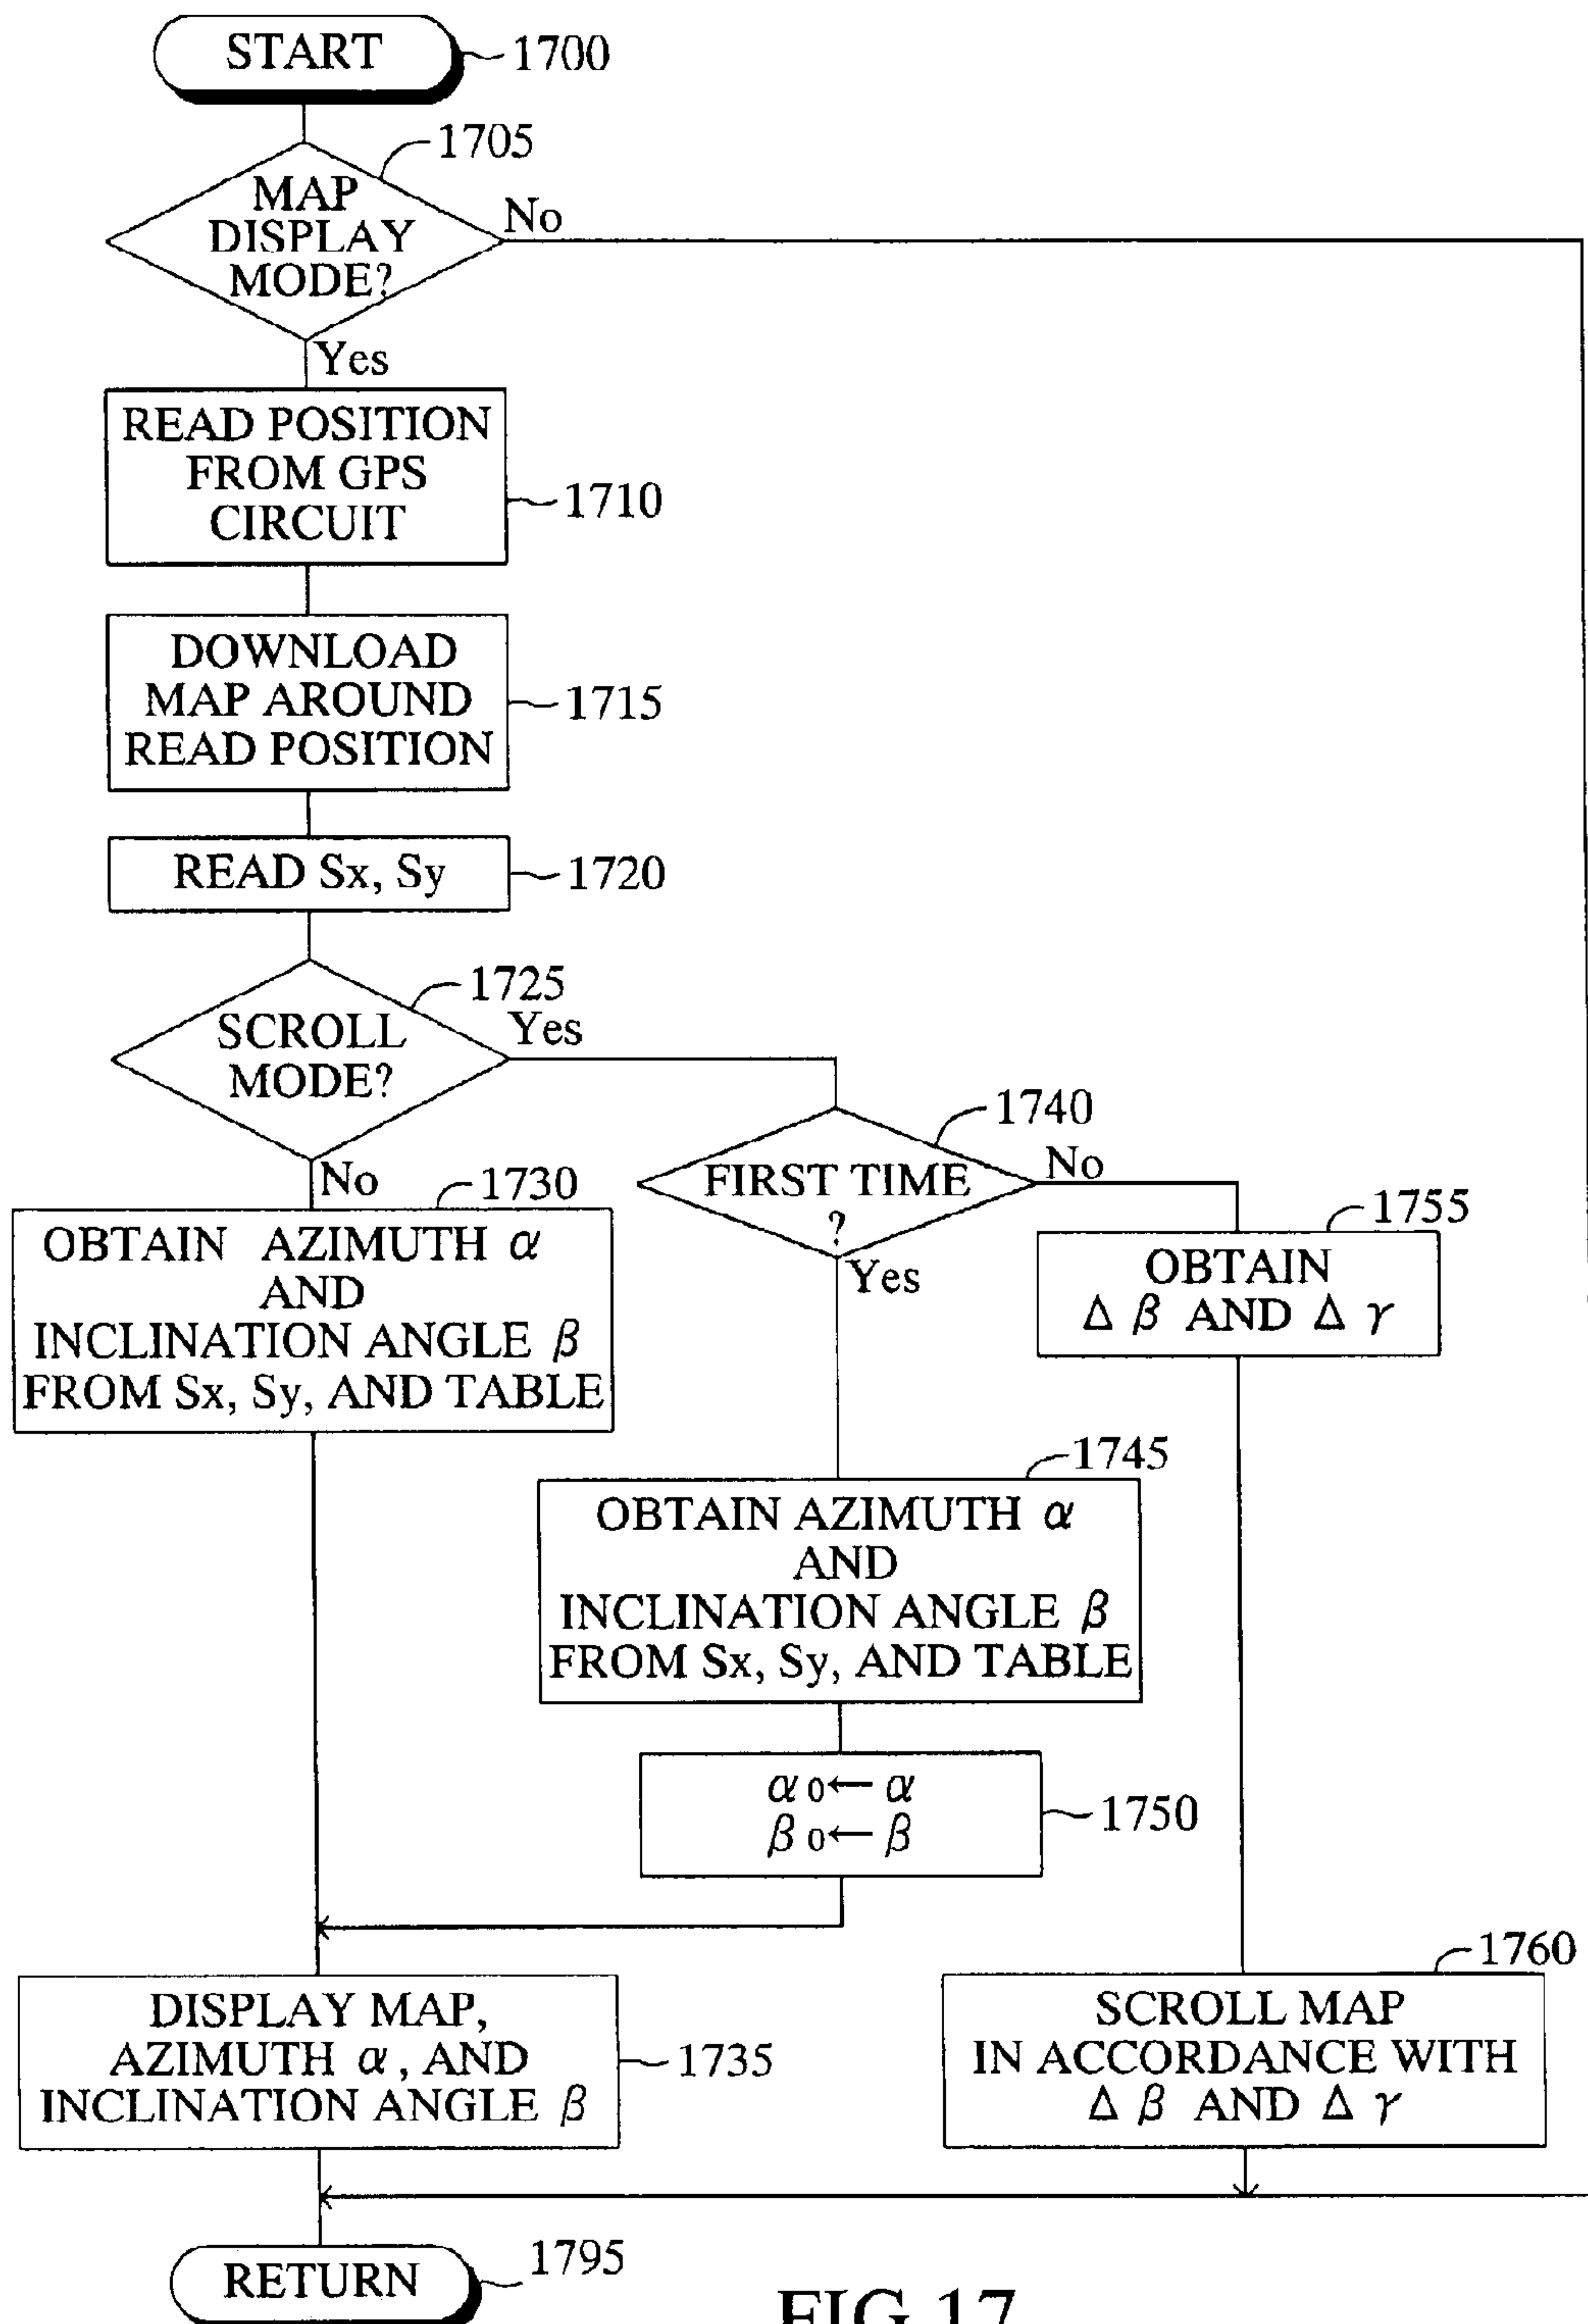 START
1700
1705
MAP
DISPLAY
MODE?
No
Yes
READ POSITION
FROM GPS
CIRCUIT
1710
DOWNLOAD
MAP AROUND
READ POSITION
1715
READ Sx, Sy
1720
1725
SCROLL
MODE?
Yes
No
1730
OBTAIN AZIMUTH α
AND
INCLINATION ANGLE β
FROM Sx, Sy, AND TABLE
1740
FIRST TIME
?
No
Yes
1755
OBTAIN
Δ β AND Δ γ
1745
OBTAIN AZIMUTH α
AND
INCLINATION ANGLE β
FROM Sx, Sy, AND TABLE
α 0← α
β 0← β
1750
DISPLAY MAP,
AZIMUTH α, AND
INCLINATION ANGLE β
1735
1760
SCROLL MAP
IN ACCORDANCE WITH
Δ β AND Δ γ
RETURN
1795
FIG.17